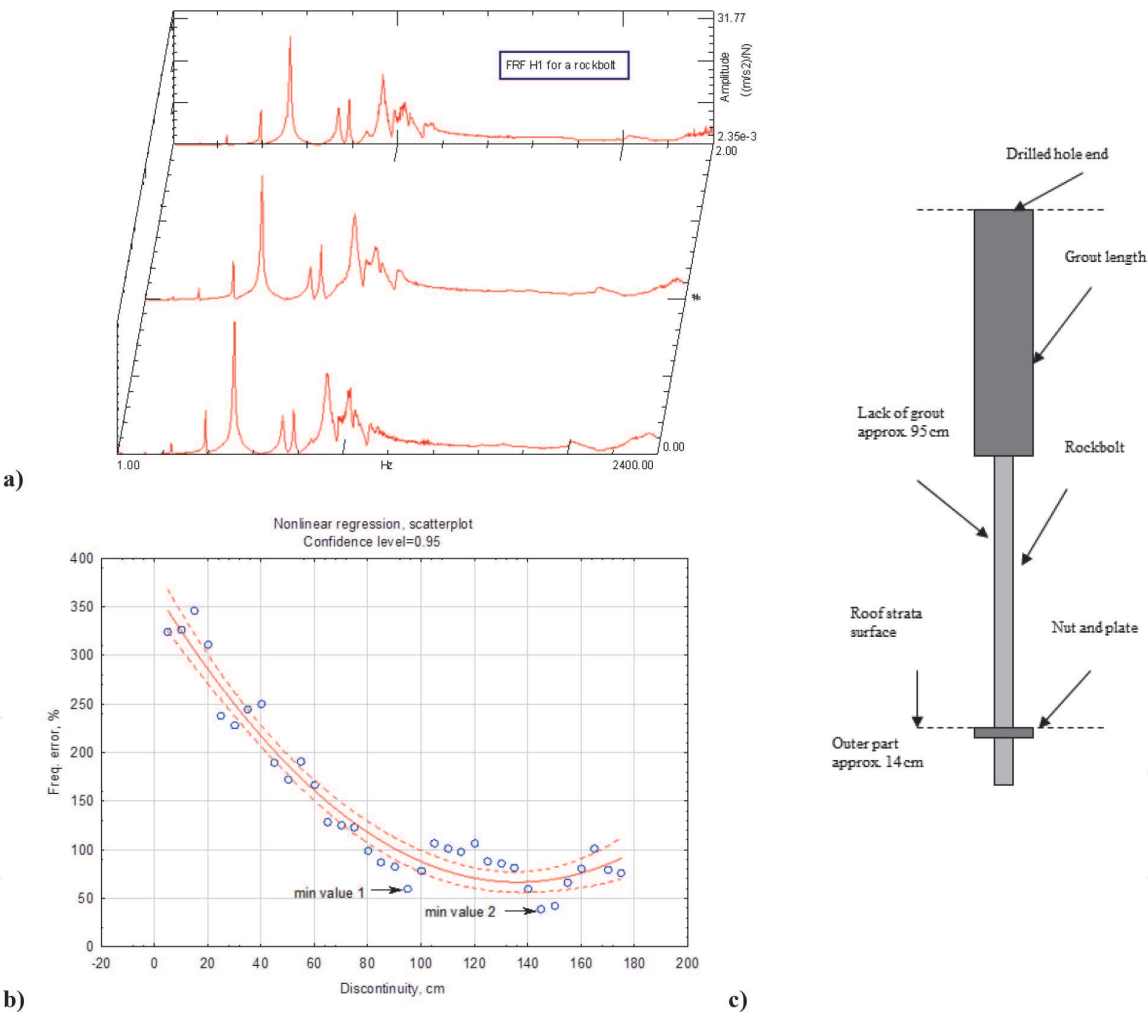 31.77
FRF H1 for a rockbolt
Amplitude
((m/s2)/N
2.35e-3
2.00
#
0.00
1.00
Hz
2400.00
a)
Nonlinear regression, scatterplot
Confidence level=0.95
400
350
300
250
200
150
100
50
0
Freq. error, %
min value 1
min value 2
-20
0
20
40
60
80
100
120
140
160
180
200
Discontinuity, cm
b)
Drilled hole end
Grout length
Lack of grout
approx. 95cm
Rockbolt
Roof strata
surface
Nut and plate
Outer part
approx. 14cm
c)